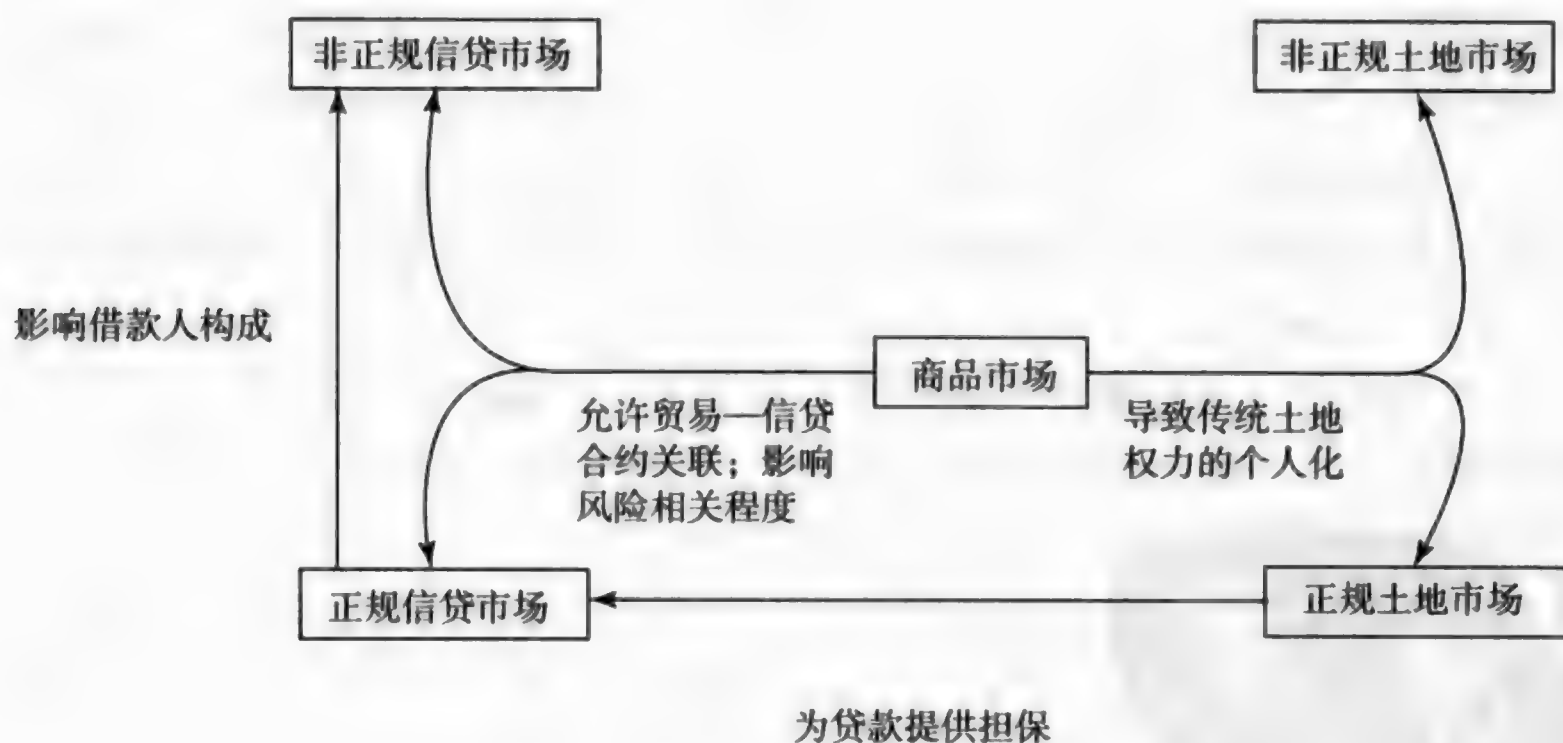 非正规信贷市场
非正规土地市场
影响借款人构成
商品市场
允许贸易—信贷
合约关联；影响
风险相关程度
导致传统土地
权力的个人化
正规信贷市场
正规土地市场
为贷款提供担保